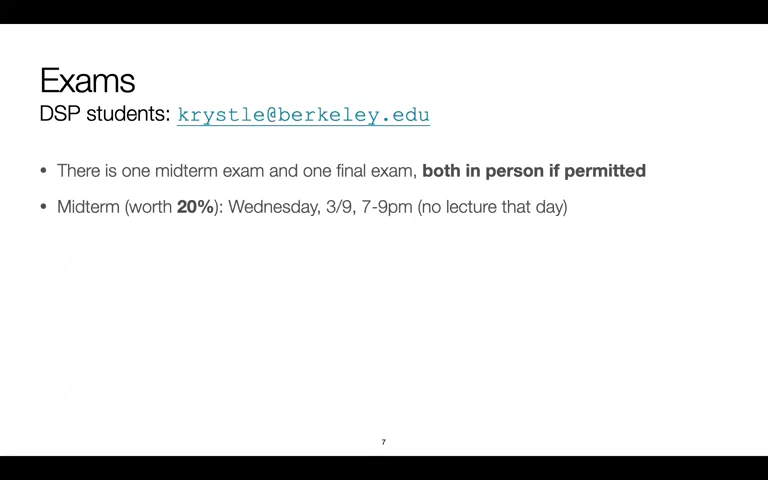 Exams
DSP students: krystle@berkeley.edu
• There is one midterm exam and one final exam, both in person if permitted
• Midterm (worth 20%): Wednesday, 3/9, 7-9pm (no lecture that day)
7